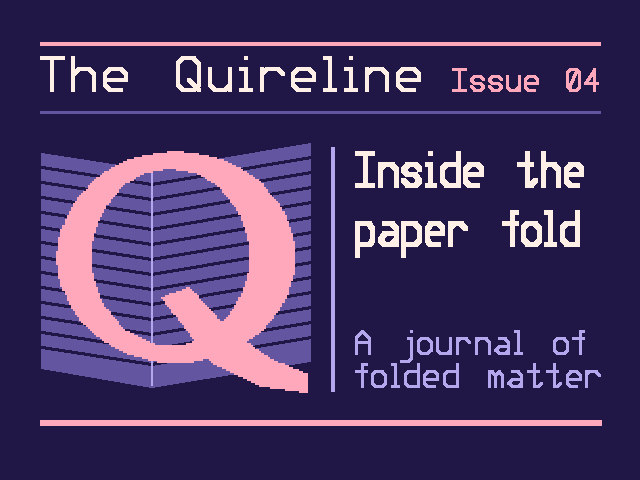 The Quireline Issue 04
Q
Inside the
paper fold
A journal of
folded matter